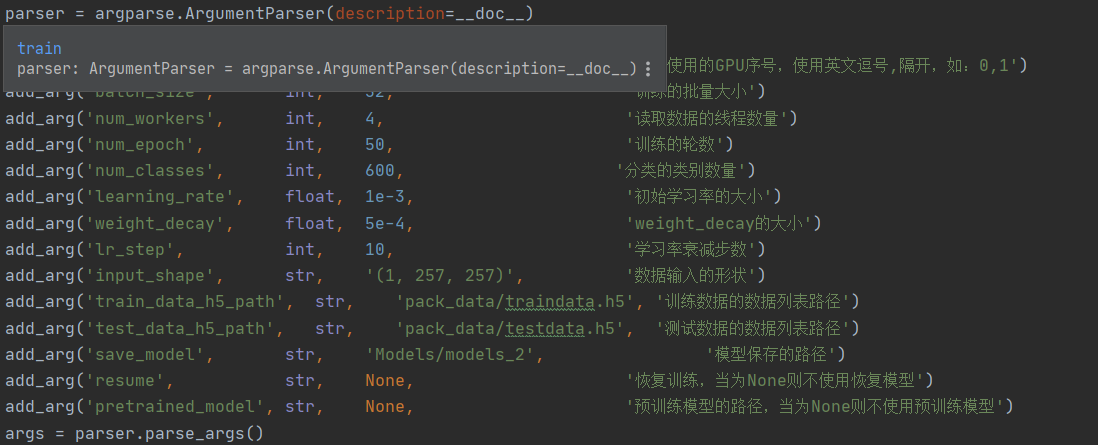 parser = argparse.ArgumentParser(description=__doc__)
train
parser: ArgumentParser = argparse.ArgumentParser(description=__doc__)
使用的GPU序号，使用英文逗号,隔开，如：0,1')
add_arg('batch_size', int, 32, '训练的批量大小')
add_arg('num_workers', int, 4, '读取数据的线程数量')
add_arg('num_epoch', int, 50, '训练的轮数')
add_arg('num_classes', int, 600, '分类的类别数量')
add_arg('learning_rate', float, 1e-3, '初始学习率的大小')
add_arg('weight_decay', float, 5e-4, 'weight_decay的大小')
add_arg('lr_step', int, 10, '学习率衰减步数')
add_arg('input_shape', str, '(1, 257, 257)', '数据输入的形状')
add_arg('train_data_h5_path', str, 'pack_data/traindata.h5', '训练数据的数据列表路径')
add_arg('test_data_h5_path', str, 'pack_data/testdata.h5', '测试数据的数据列表路径')
add_arg('save_model', str, 'Models/models_2', '模型保存的路径')
add_arg('resume', str, None, '恢复训练，当为None则不使用恢复模型')
add_arg('pretrained_model', str, None, '预训练模型的路径，当为None则不使用预训练模型')
args = parser.parse_args()